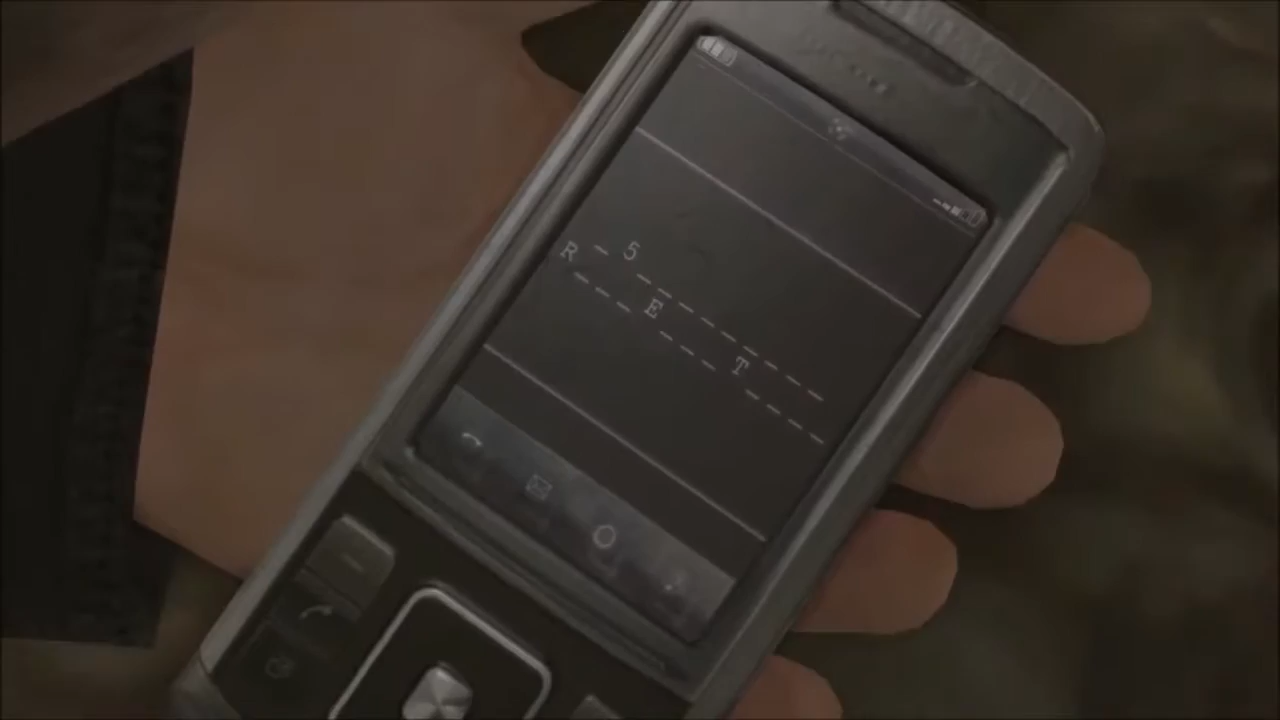 _ 5 _ _ _ _ _ _ _ _ _
R _ _ _ E _ _ _ T _ _ _ _